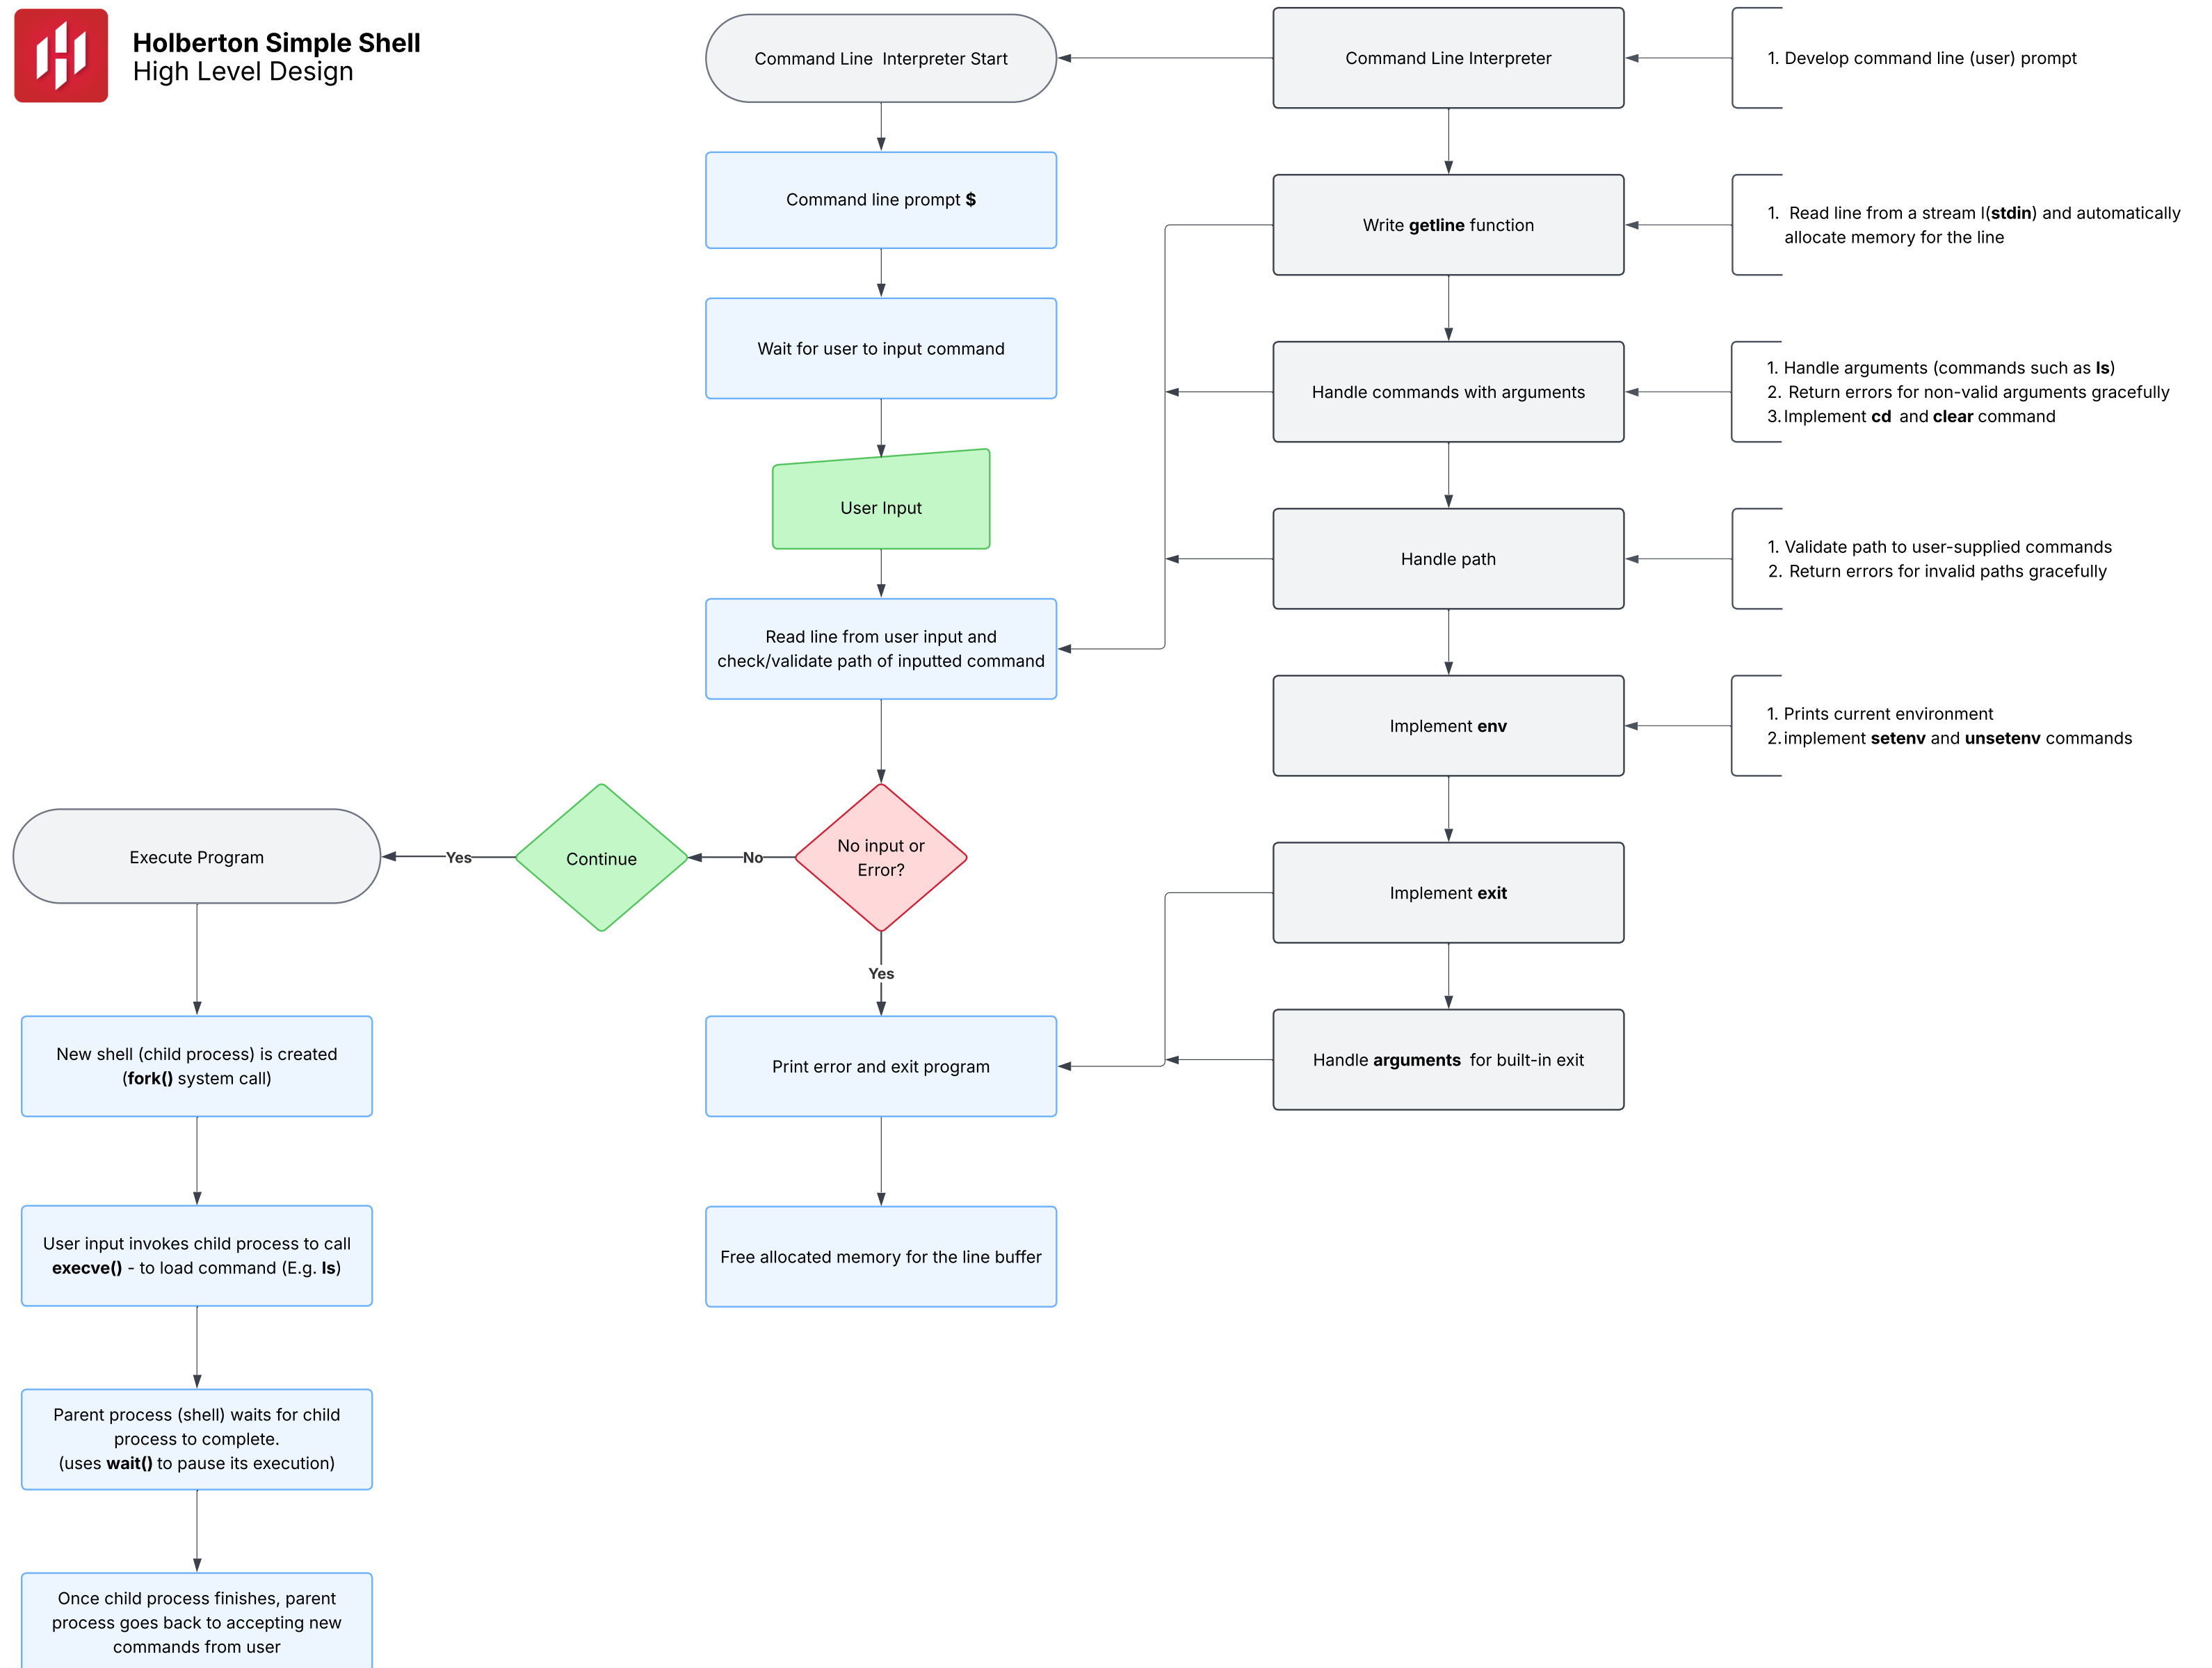 Holberton Simple Shell
High Level Design
Command Line  Interpreter Start
Command line prompt $
Wait for user to input command
User Input
Read line from user input and
check/validate path of inputted command
No input or
Error?
No
Continue
Yes
Execute Program
Yes
Print error and exit program
Free allocated memory for the line buffer
New shell (child process) is created
(fork() system call)
User input invokes child process to call
execve() - to load command (E.g. ls)
Parent process (shell) waits for child
process to complete.
(uses wait() to pause its execution)
Once child process finishes, parent
process goes back to accepting new
commands from user
Command Line Interpreter
Write getline function
Handle commands with arguments
Handle path
Implement env
Implement exit
Handle arguments  for built-in exit
1. Develop command line (user) prompt
1.  Read line from a stream I(stdin) and automatically
allocate memory for the line
1. Handle arguments (commands such as ls)
2.  Return errors for non-valid arguments gracefully
3. Implement cd  and clear command
1. Validate path to user-supplied commands
2.  Return errors for invalid paths gracefully
1. Prints current environment
2. implement setenv and unsetenv commands